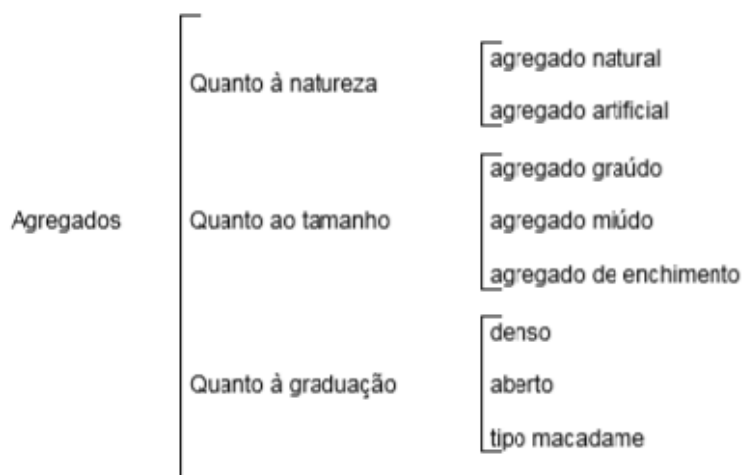 agregado natural
Quanto à natureza
agregado artificial
agregado graúdo
Agregados
Quanto ao tamanho
agregado miúdo
agregado de enchimento
denso
Quanto à graduação
aberto
tipo macadame